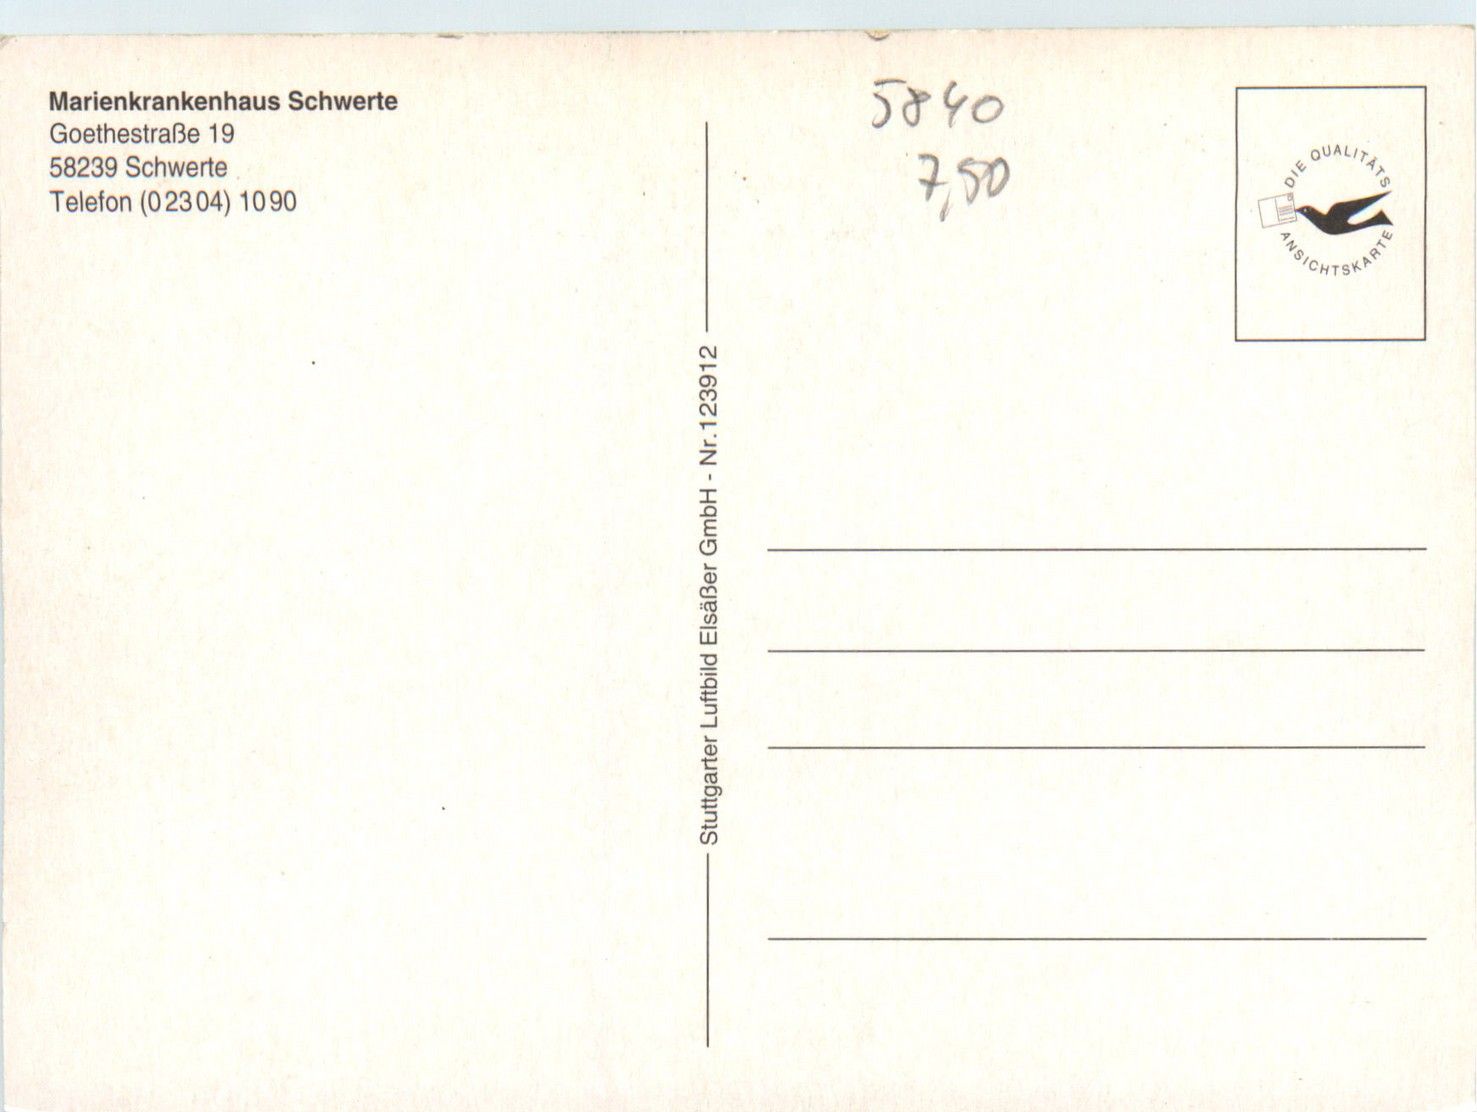 Marienkrankenhaus Schwerte
Goethestraße 19
58239 Schwerte
Telefon (02304) 1090
Stuttgarter Luftbild Elsäßer GmbH - Nr.123912
5840
7,50
DIE QUALITÄTS
ANSICHTSKARTE